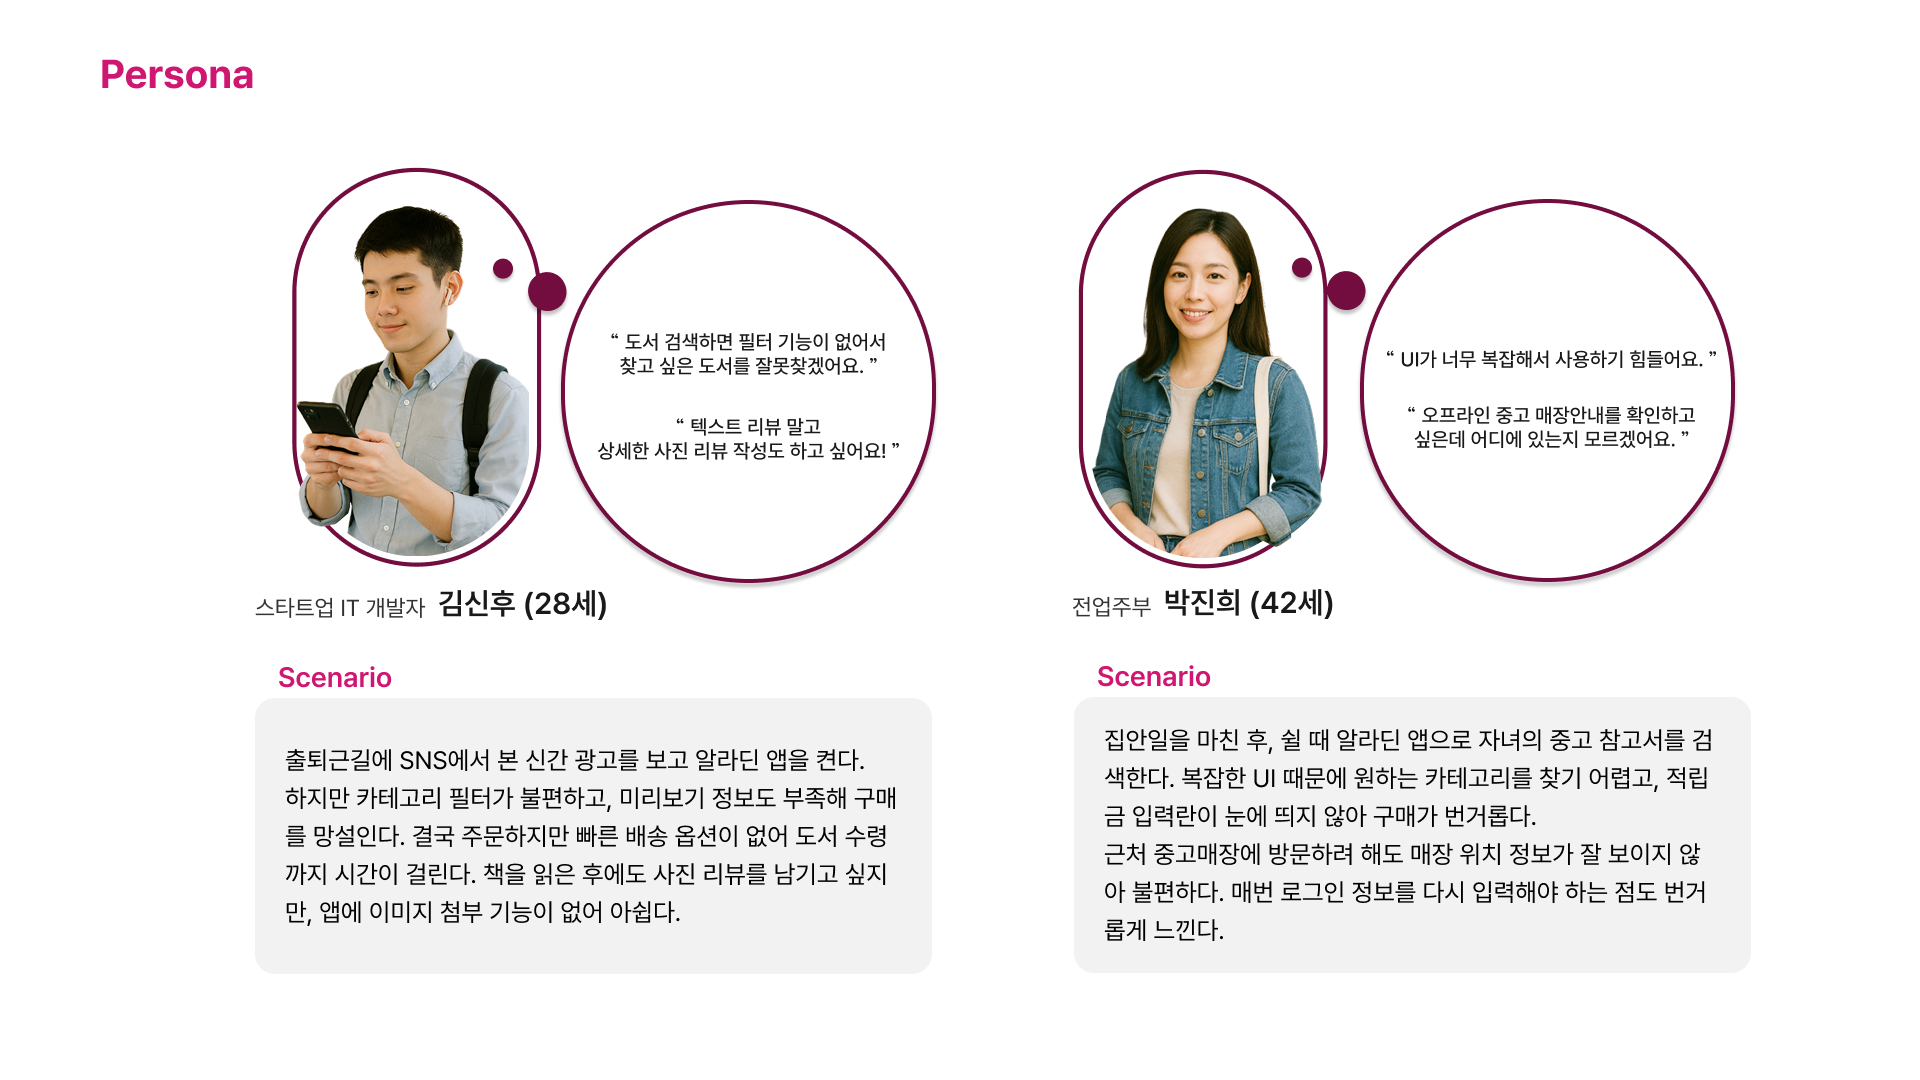 Persona
“ 도서 검색하면 필터 기능이 없어서
찾고 싶은 도서를 잘못찾겠어요. ”
“ 텍스트 리뷰 말고
상세한 사진 리뷰 작성도 하고 싶어요! ”
스타트업 IT 개발자 김신후 (28세)
Scenario
출퇴근길에 SNS에서 본 신간 광고를 보고 알라딘 앱을 켠다.
하지만 카테고리 필터가 불편하고, 미리보기 정보도 부족해 구매
를 망설인다. 결국 주문하지만 빠른 배송 옵션이 없어 도서 수령
까지 시간이 걸린다. 책을 읽은 후에도 사진 리뷰를 남기고 싶지
만, 앱에 이미지 첨부 기능이 없어 아쉽다.
“ UI가 너무 복잡해서 사용하기 힘들어요. ”
“ 오프라인 중고 매장안내를 확인하고
싶은데 어디에 있는지 모르겠어요. ”
전업주부 박진희 (42세)
Scenario
집안일을 마친 후, 쉴 때 알라딘 앱으로 자녀의 중고 참고서를 검
색한다. 복잡한 UI 때문에 원하는 카테고리를 찾기 어렵고, 적립
금 입력란이 눈에 띄지 않아 구매가 번거롭다.
근처 중고매장에 방문하려 해도 매장 위치 정보가 잘 보이지 않
아 불편하다. 매번 로그인 정보를 다시 입력해야 하는 점도 번거
롭게 느낀다.